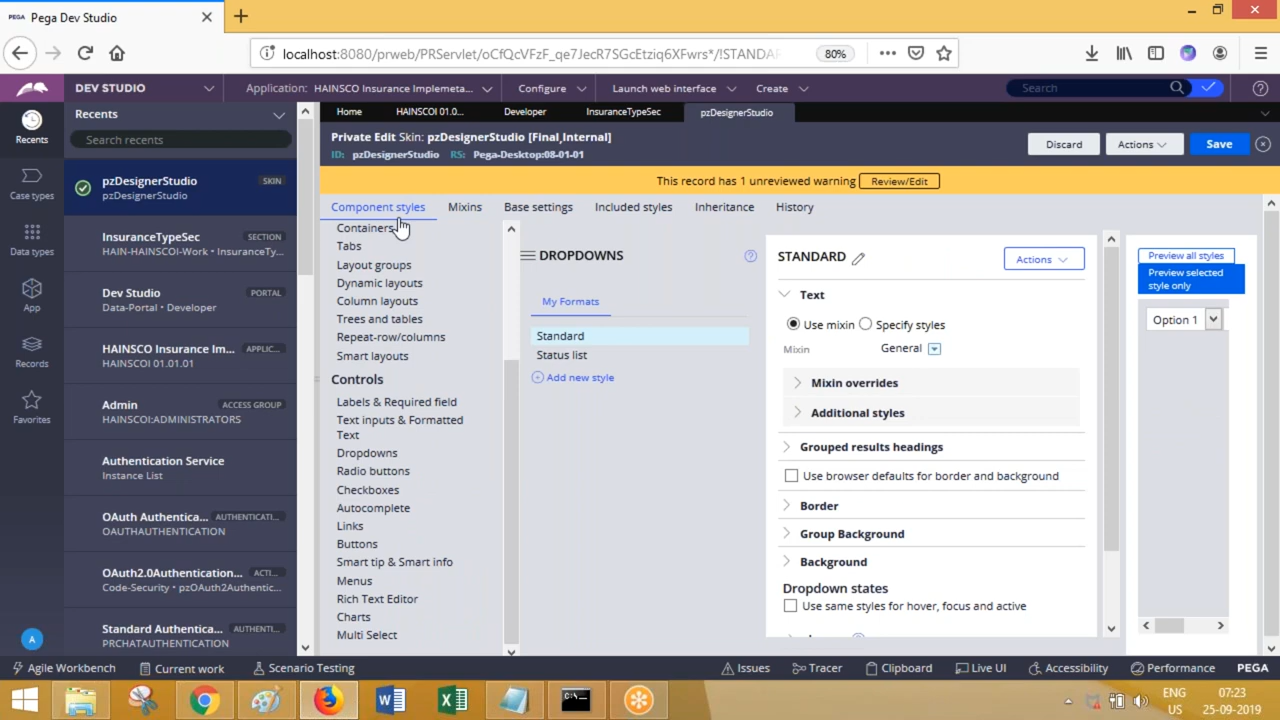 PEGA Pega Dev Studio
localhost:8080/prweb/PRServlet/oCfQcVFzF_qe7JecR7SGcEtziq6XFwrs*/!STANDAR
80%
DEV STUDIO
Application: HAINSCO Insurance Implemeta...
Configure
Launch web interface
Create
Search
Recents
Case types
Data types
App
Records
Favorites
A
Recents
Search recents
pzDesignerStudio SKIN
pzDesignerStudio
InsuranceTypeSec SECTION
HAIN-HAINSCOI-Work • InsuranceTy...
Dev Studio PORTAL
Data-Portal • Developer
HAINSCO Insurance Im... APPLIC...
HAINSCOI 01.01.01
Admin ACCESS GROUP
HAINSCOI:ADMINISTRATORS
Authentication Service
Instance List
OAuth Authentica... AUTHENTICATI...
OAUTHAUTHENTICATION
OAuth2.0Authentication... ACTI...
Code-Security • pzOAuth2Authentic...
Standard Authentica... AUTHENTI...
PRCHATAUTHENTICATION
Home
HAINSCOI 01.0...
Developer
InsuranceTypeSec
pzDesignerStudio
Private Edit Skin: pzDesignerStudio [Final,Internal]
ID: pzDesignerStudio RS: Pega-Desktop:08-01-01
Discard
Actions
Save
This record has 1 unreviewed warning Review/Edit
Component styles
Mixins
Base settings
Included styles
Inheritance
History
Containers
Tabs
Layout groups
Dynamic layouts
Column layouts
Trees and tables
Repeat-row/columns
Smart layouts
Controls
Labels & Required field
Text inputs & Formatted
Text
Dropdowns
Radio buttons
Checkboxes
Autocomplete
Links
Buttons
Smart tip & Smart info
Menus
Rich Text Editor
Charts
Multi Select
DROPDOWNS
My Formats
Standard
Status list
Add new style
STANDARD
Actions
Text
Use mixin Specify styles
Mixin General
Mixin overrides
Additional styles
Grouped results headings
Use browser defaults for border and background
Border
Group Background
Background
Dropdown states
Use same styles for hover, focus and active
Preview all styles
Preview selected
style only
Option 1
Agile Workbench
Current work
Scenario Testing
Issues
Tracer
Clipboard
Live UI
Accessibility
Performance
PEGA
ENG
US
07:23
25-09-2019